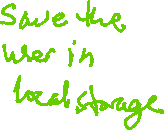 Save the
User in
local storage